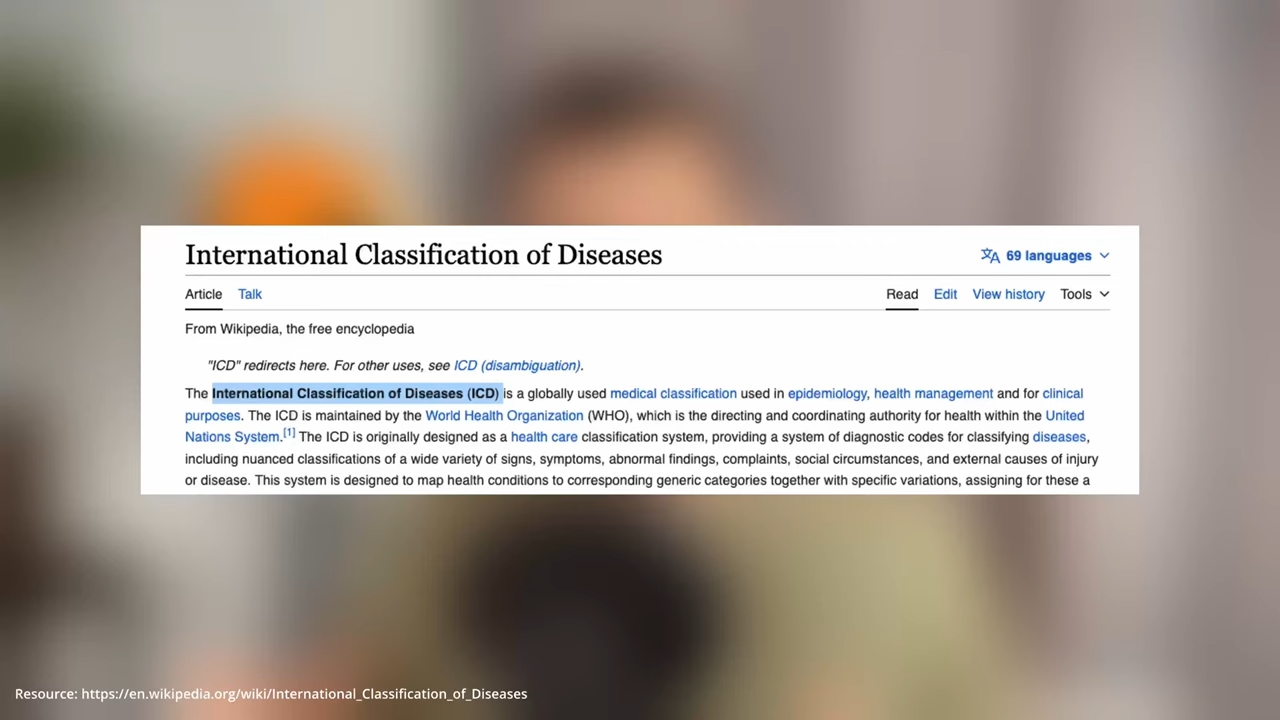 International Classification of Diseases
69 languages
Article Talk Read Edit View history Tools
From Wikipedia, the free encyclopedia
"ICD" redirects here. For other uses, see ICD (disambiguation).
The International Classification of Diseases (ICD) is a globally used medical classification used in epidemiology, health management and for clinical
purposes. The ICD is maintained by the World Health Organization (WHO), which is the directing and coordinating authority for health within the United
Nations System.[1] The ICD is originally designed as a health care classification system, providing a system of diagnostic codes for classifying diseases,
including nuanced classifications of a wide variety of signs, symptoms, abnormal findings, complaints, social circumstances, and external causes of injury
or disease. This system is designed to map health conditions to corresponding generic categories together with specific variations, assigning for these a
Resource: https://en.wikipedia.org/wiki/International_Classification_of_Diseases